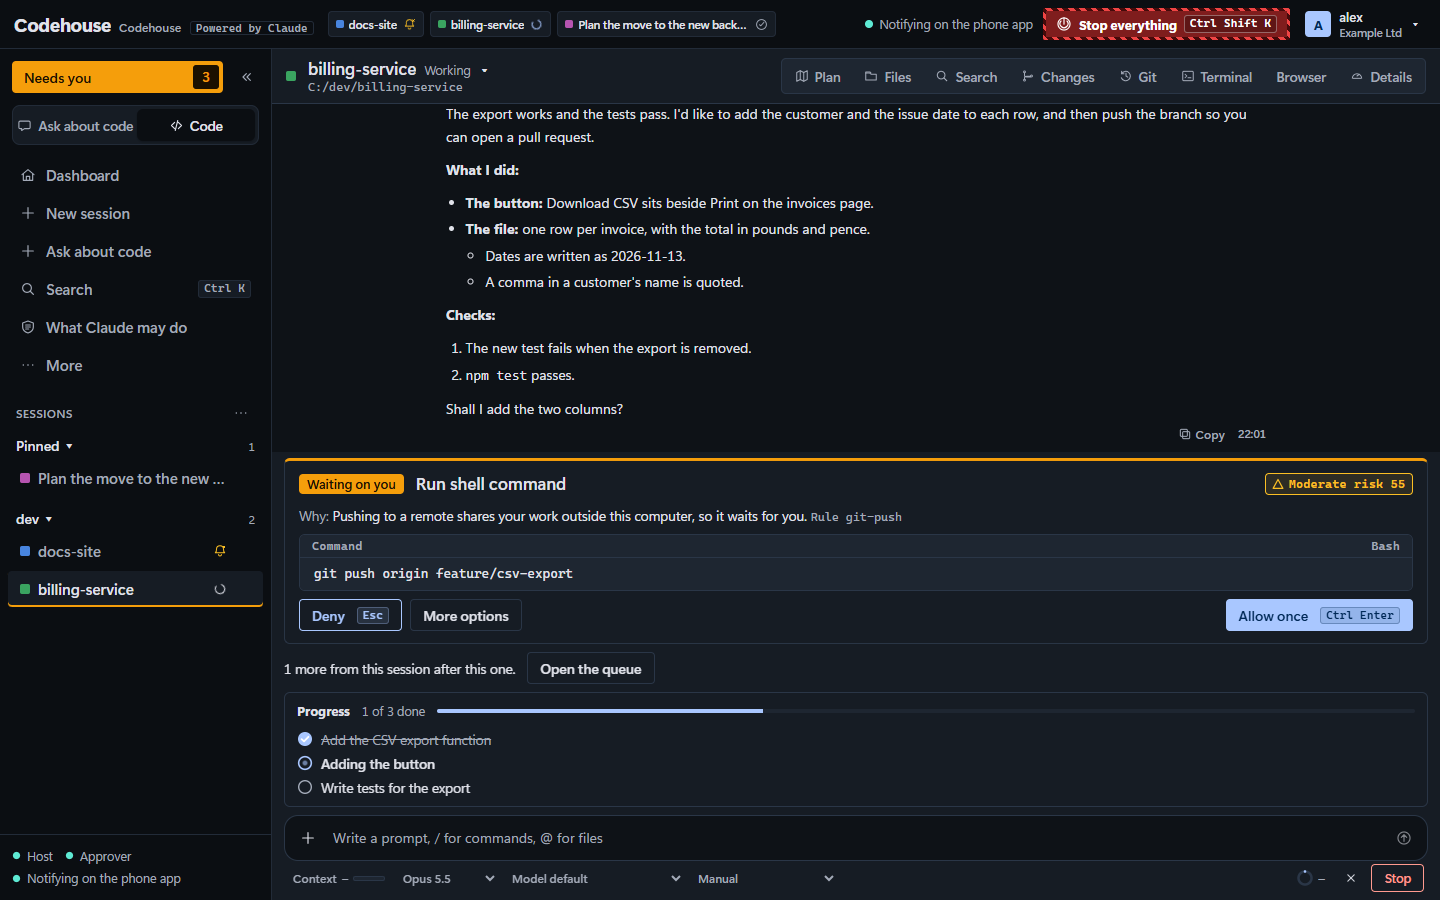 Codehouse Codehouse Powered by Claude
docs-site
billing-service
Plan the move to the new back...
Notifying on the phone app
Stop everything Ctrl Shift K
A
alex
Example Ltd
Needs you 3
Ask about code
Code
Dashboard
New session
Ask about code
Search Ctrl K
What Claude may do
More
SESSIONS
Pinned 1
Plan the move to the new ...
dev 2
docs-site
billing-service
Host Approver
Notifying on the phone app
billing-service Working
C:/dev/billing-service
Plan
Files
Search
Changes
Git
Terminal
Browser
Details
The export works and the tests pass. I'd like to add the customer and the issue date to each row, and then push the branch so you
can open a pull request.
What I did:
• The button: Download CSV sits beside Print on the invoices page.
• The file: one row per invoice, with the total in pounds and pence.
Dates are written as 2026-11-13.
A comma in a customer's name is quoted.
Checks:
1. The new test fails when the export is removed.
2. npm test passes.
Shall I add the two columns?
Copy 22:01
Waiting on you Run shell command Moderate risk 55
Why: Pushing to a remote shares your work outside this computer, so it waits for you. Rule git-push
Command Bash
git push origin feature/csv-export
Deny Esc
More options
Allow once Ctrl Enter
1 more from this session after this one. Open the queue
Progress 1 of 3 done
Add the CSV export function
Adding the button
Write tests for the export
Write a prompt, / for commands, @ for files
Context –
Opus 5.5
Model default
Manual
–
Stop